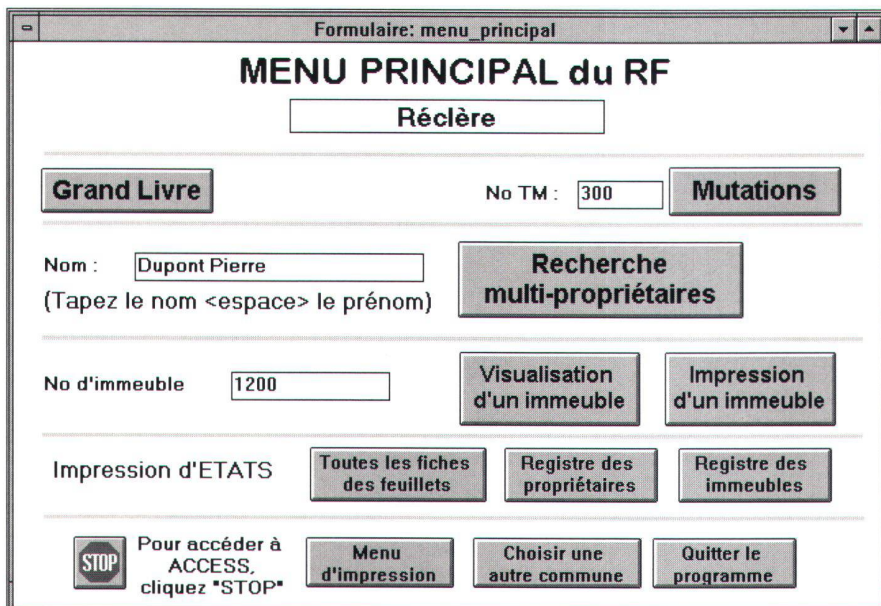 Formulaire: menu_principal
MENU PRINCIPAL du RF
Réclère
Grand Livre
No TM : 300
Mutations
Nom : Dupont Pierre
(Tapez le nom <espace> le prénom)
Recherche
multi-propriétaires
No d'immeuble 1200
Visualisation
d'un immeuble
Impression
d'un immeuble
Impression d'ETATS
Toutes les fiches
des feuillets
Registre des
propriétaires
Registre des
immeubles
STOP
Pour accéder à
ACCESS,
cliquez "STOP"
Menu
d'impression
Choisir une
autre commune
Quitter le
programme